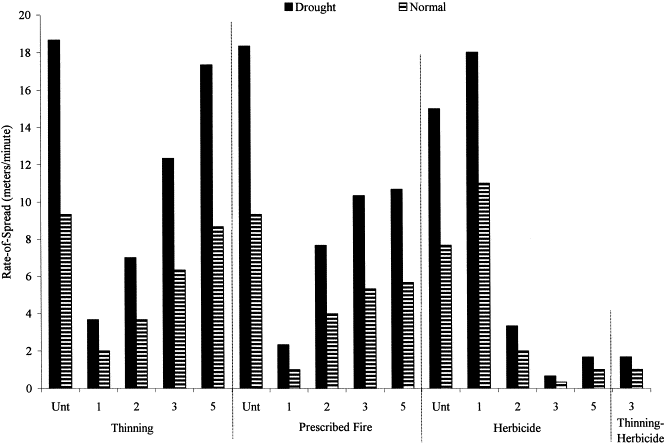 Drought Normal
20
18
16
14
12
10
8
6
4
2
0
Rate-of-Spread (meters/minute)
Unt 1 2 3 5 Unt 1 2 3 5 Unt 1 2 3 5 3
Thinning Prescribed Fire Herbicide Thinning-
Herbicide